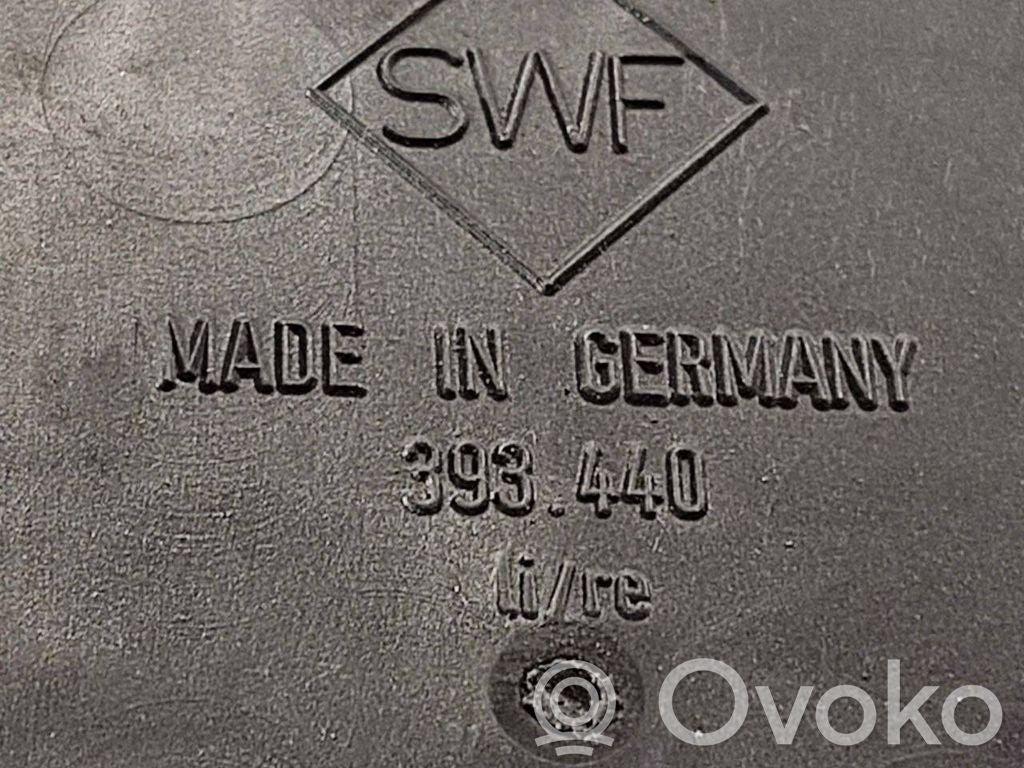 SWF
MADE IN GERMANY
393.440
li/re
Ovoko